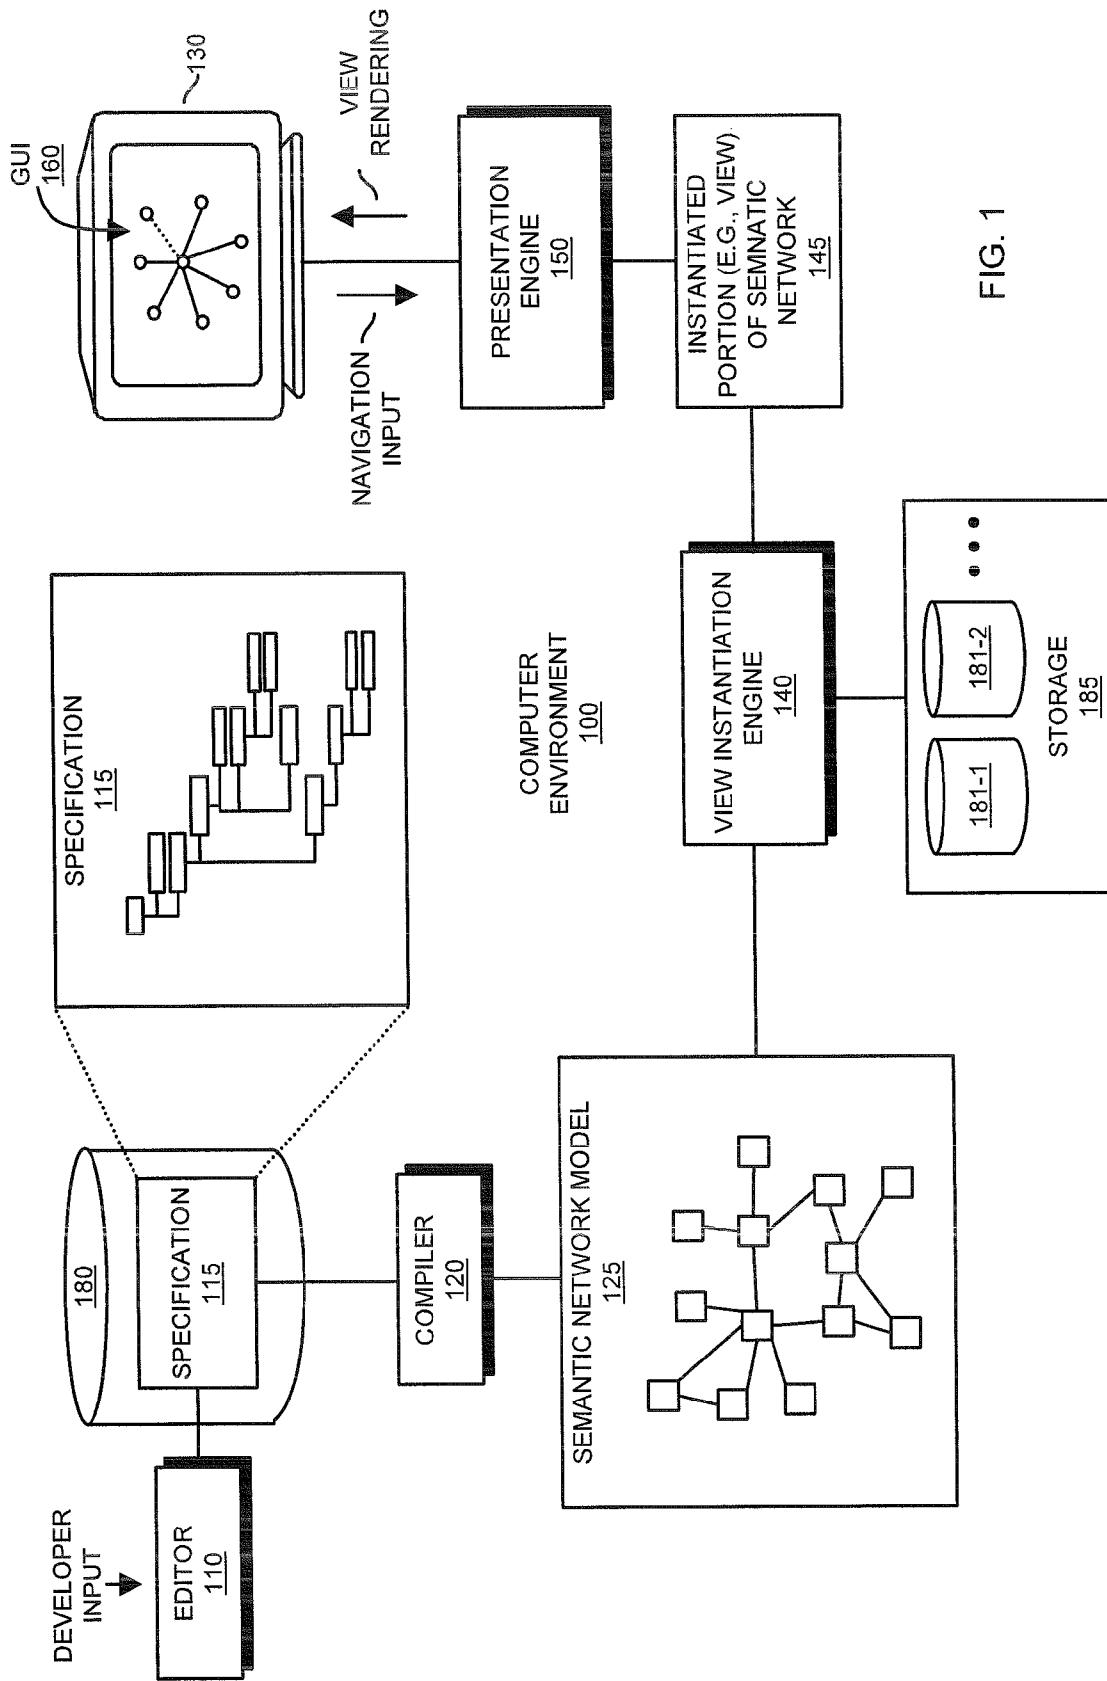 DEVELOPER
INPUT
EDITOR
110
180
SPECIFICATION
115
SPECIFICATION
115
COMPILER
120
SEMANTIC NETWORK MODEL
125
COMPUTER
ENVIRONMENT
100
VIEW INSTANTIATION
ENGINE
140
181-1
181-2
STORAGE
185
GUI
160
130
NAVIGATION
INPUT
VIEW
RENDERING
PRESENTATION
ENGINE
150
INSTANTIATED
PORTION (E.G., VIEW)
OF SEMNATIC
NETWORK
145
FIG. 1